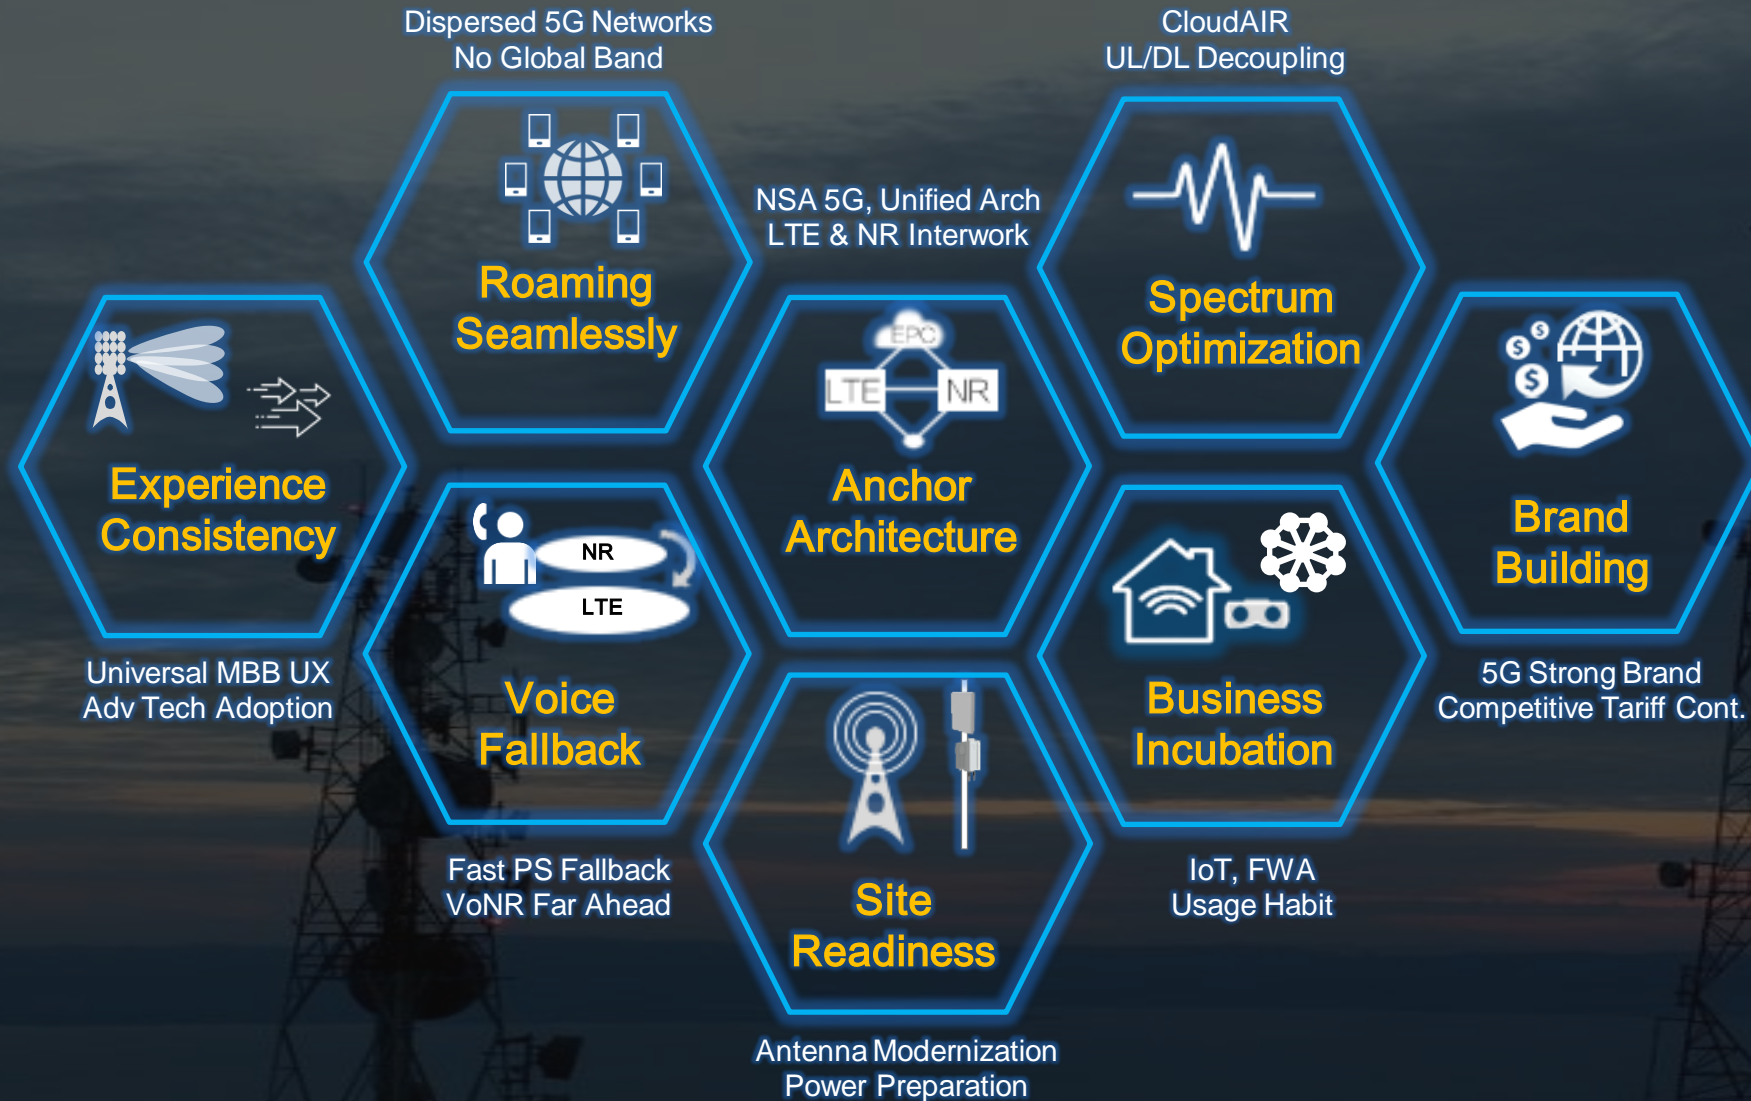 Dispersed 5G Networks
No Global Band
Roaming
Seamlessly
CloudAIR
UL/DL Decoupling
Spectrum
Optimization
NSA 5G, Unified Arch
LTE & NR Interwork
EPC
LTE
NR
Anchor
Architecture
Experience
Consistency
Universal MBB UX
Adv Tech Adoption
$
$
$
Brand
Building
5G Strong Brand
Competitive Tariff Cont.
NR
LTE
Voice
Fallback
Fast PS Fallback
VoNR Far Ahead
Business
Incubation
IoT, FWA
Usage Habit
Site
Readiness
Antenna Modernization
Power Preparation